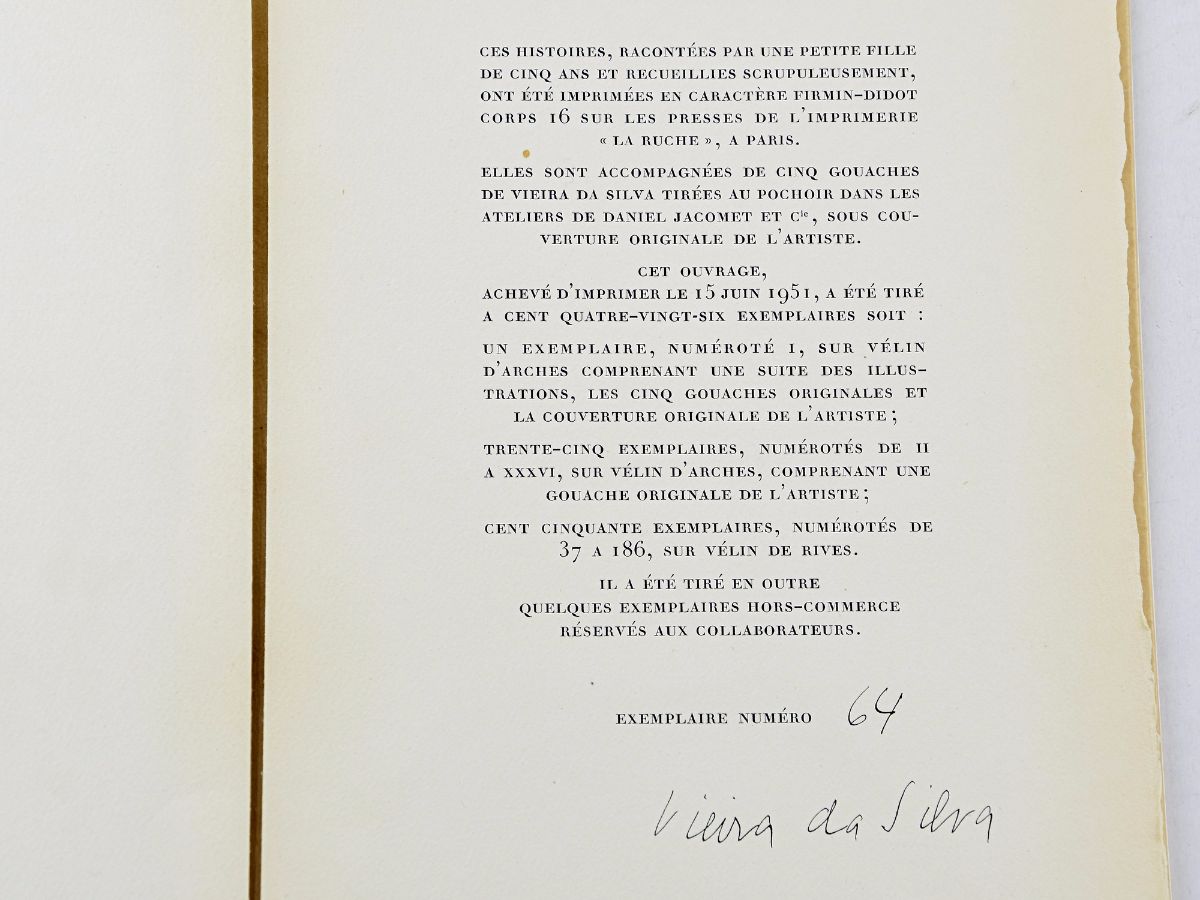 CES HISTOIRES, RACONTÉES PAR UNE PETITE FILLE
DE CINQ ANS ET RECUEILLIES SCRUPULEUSEMENT,
ONT ÉTÉ IMPRIMÉES EN CARACTÈRE FIRMIN-DIDOT
CORPS 16 SUR LES PRESSES DE L'IMPRIMERIE
« LA RUCHE », A PARIS.
ELLES SONT ACCOMPAGNÉES DE CINQ GOUACHES
DE VIEIRA DA SILVA TIRÉES AU POCHOIR DANS LES
ATELIERS DE DANIEL JACOMET ET Cie, SOUS COU-
VERTURE ORIGINALE DE L'ARTISTE.
CET OUVRAGE,
ACHEVÉ D'IMPRIMER LE 15 JUIN 1951, A ÉTÉ TIRÉ
A CENT QUATRE-VINGT-SIX EXEMPLAIRES SOIT :
UN EXEMPLAIRE, NUMÉROTÉ I, SUR VÉLIN
D'ARCHES COMPRENANT UNE SUITE DES ILLUS-
TRATIONS, LES CINQ GOUACHES ORIGINALES ET
LA COUVERTURE ORIGINALE DE L'ARTISTE ;
TRENTE-CINQ EXEMPLAIRES, NUMÉROTÉS DE II
A XXXVI, SUR VÉLIN D'ARCHES, COMPRENANT UNE
GOUACHE ORIGINALE DE L'ARTISTE ;
CENT CINQUANTE EXEMPLAIRES, NUMÉROTÉS DE
37 A 186, SUR VÉLIN DE RIVES.
IL A ÉTÉ TIRÉ EN OUTRE
QUELQUES EXEMPLAIRES HORS-COMMERCE
RÉSERVÉS AUX COLLABORATEURS.
EXEMPLAIRE NUMÉRO 64
Vieira da Silva